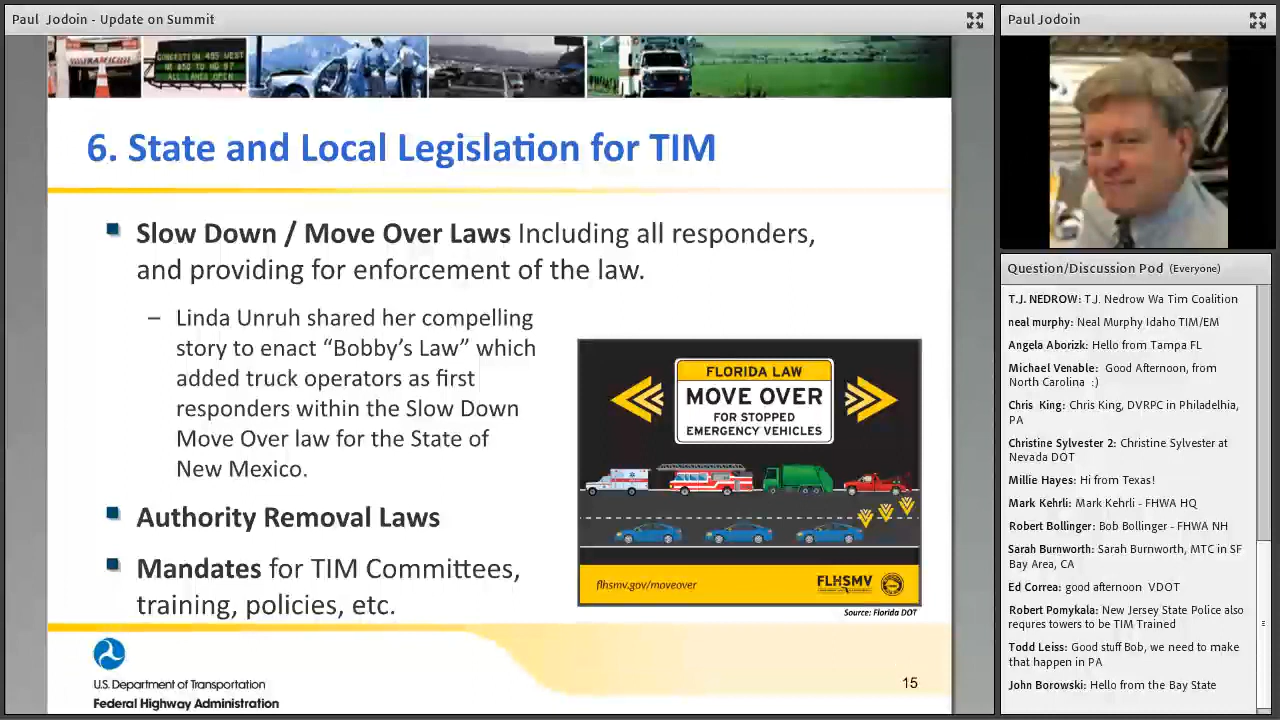 Paul Jodoin - Update on Summit
CONGESTION 495 WEST
ALL LANES OPEN
6. State and Local Legislation for TIM
Slow Down / Move Over Laws Including all responders,
and providing for enforcement of the law.
– Linda Unruh shared her compelling
story to enact “Bobby’s Law” which
added truck operators as first
responders within the Slow Down
Move Over law for the State of
New Mexico.
Authority Removal Laws
Mandates for TIM Committees,
training, policies, etc.
FLORIDA LAW
MOVE OVER
FOR STOPPED
EMERGENCY VEHICLES
flhsmv.gov/moveover
FLHSMV
Source: Florida DOT
U.S. Department of Transportation
Federal Highway Administration
15
Paul Jodoin
Question/Discussion Pod (Everyone)
T.J. NEDROW: T.J. Nedrow Wa Tim Coalition
neal murphy: Neal Murphy Idaho TIM/EM
Angela Aborizk: Hello from Tampa FL
Michael Venable: Good Afternoon, from
North Carolina :)
Chris King: Chris King, DVRPC in Philadelhia,
PA
Christine Sylvester 2: Christine Sylvester at
Nevada DOT
Millie Hayes: Hi from Texas!
Mark Kehrli: Mark Kehrli - FHWA HQ
Robert Bollinger: Bob Bollinger - FHWA NH
Sarah Burnworth: Sarah Burnworth, MTC in SF
Bay Area, CA
Ed Correa: good afternoon VDOT
Robert Pomykala: New Jersey State Police also
requres towers to be TIM Trained
Todd Leiss: Good stuff Bob, we need to make
that happen in PA
John Borowski: Hello from the Bay State